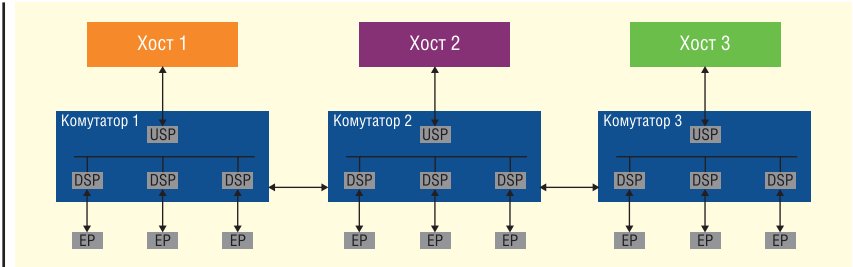 Хост 1 Хост 2 Хост 3
Комутатор 1 Комутатор 2 Комутатор 3
USP USP USP
DSP DSP DSP DSP DSP DSP DSP DSP DSP
EP EP EP EP EP EP EP EP EP